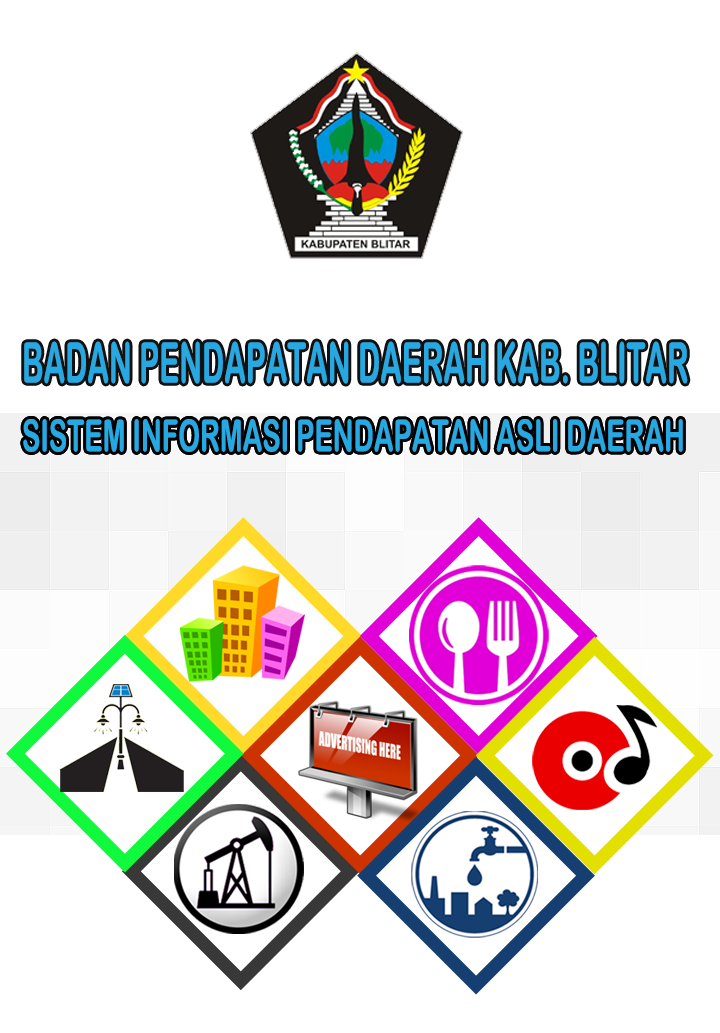 KABUPATEN BLITAR
BADAN PENDAPATAN DAERAH KAB. BLITAR
SISTEM INFORMASI PENDAPATAN ASLI DAERAH
ADVERTISING HERE